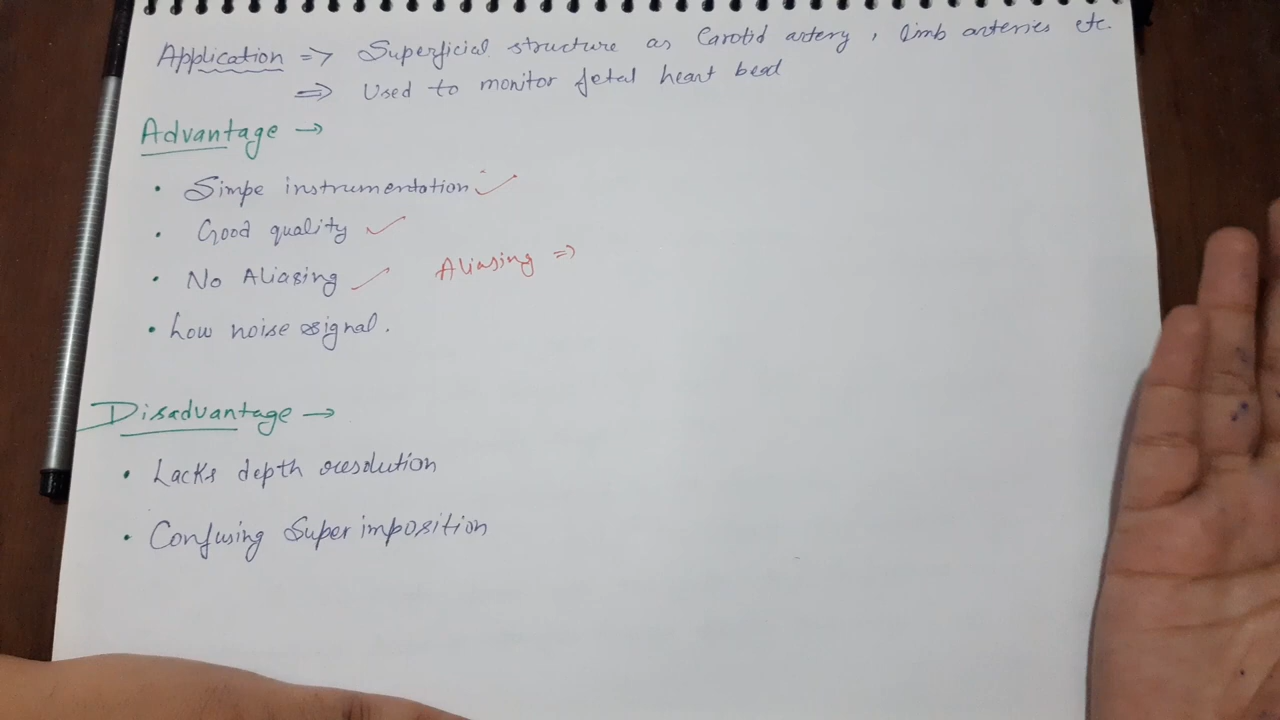 Application => Superficial structure as Carotid artery, limb arteries etc.
=> Used to monitor fetal heart bead
Advantage →
• Simpe instrumentation ✓
• Good quality ✓
• No Aliasing ✓ Aliasing =>
• Low noise signal.
Disadvantage →
• Lacks depth resolution
• Confusing Superimposition